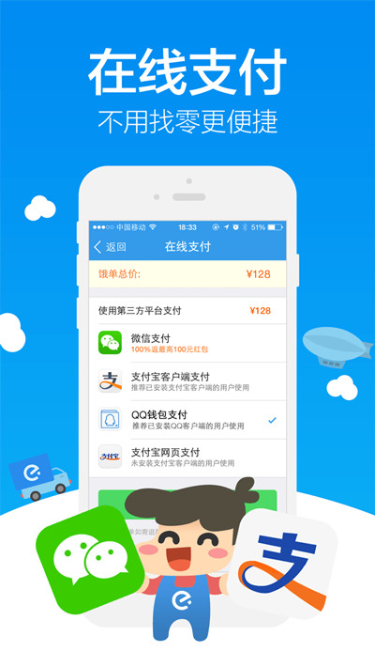 在线支付
不用找零更便捷
中国移动 18:33 51%
返回 在线支付
饿单总价: ¥128
使用第三方平台支付 ¥128
微信支付
100%返最高100元红包
支 支付宝客户端支付
推荐已安装支付宝客户端的用户使用
QQ钱包支付
推荐已安装QQ客户端的用户使用
支付宝 支付宝网页支付
未安装支付宝客户端的用户使用
支